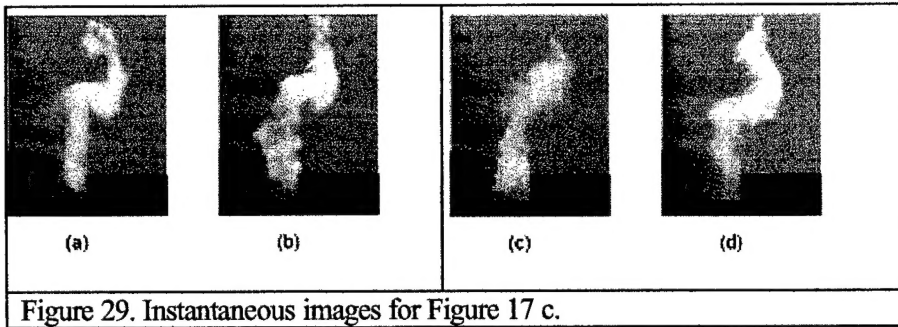 (a) (b) (c) (d)
Figure 29. Instantaneous images for Figure 17 c.